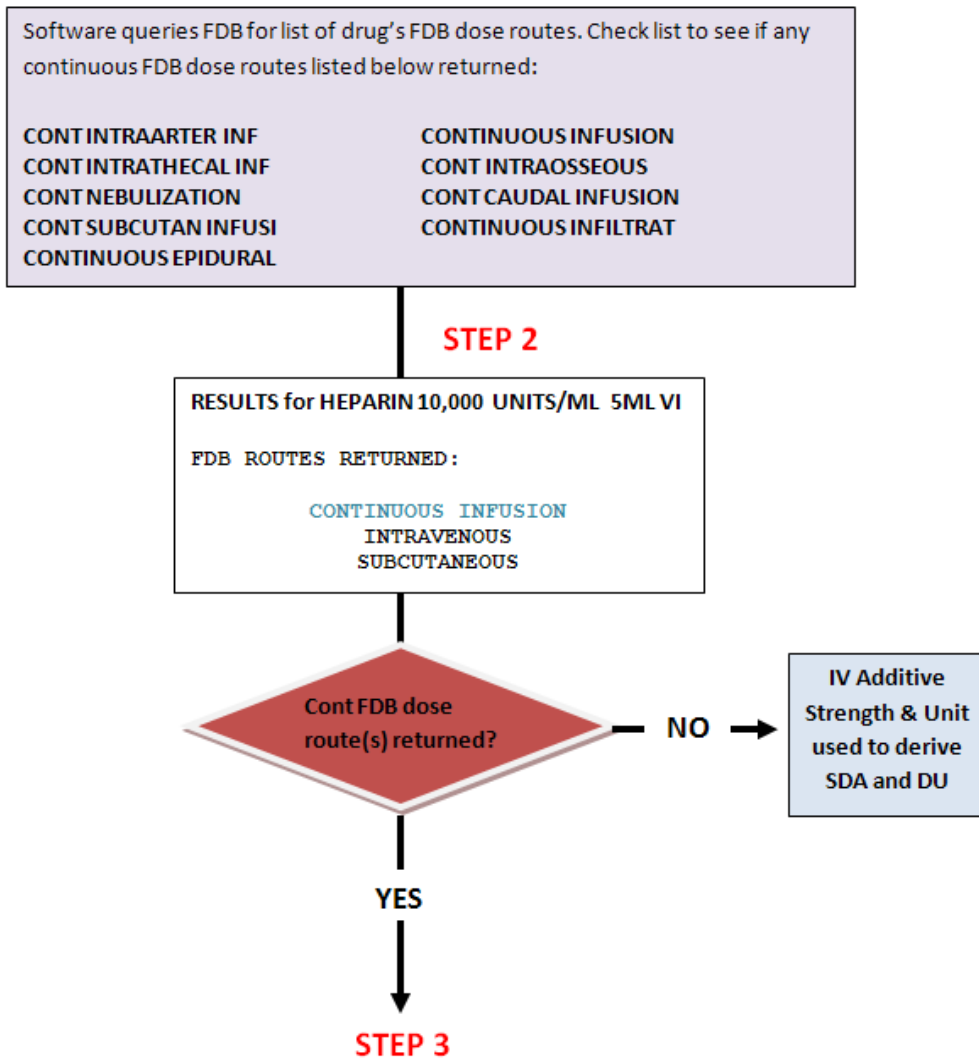 Software queries FDB for list of drug's FDB dose routes. Check list to see if any
continuous FDB dose routes listed below returned:
CONT INTRAARTER INF
CONT INTRATHECAL INF
CONT NEBULIZATION
CONT SUBCUTAN INFUSI
CONTINUOUS EPIDURAL
CONTINUOUS INFUSION
CONT INTRAOSSEOUS
CONT CAUDAL INFUSION
CONTINUOUS INFILTRAT
STEP 2
RESULTS for HEPARIN 10,000 UNITS/ML 5ML VI
FDB ROUTES RETURNED:
CONTINUOUS INFUSION
INTRAVENOUS
SUBCUTANEOUS
Cont FDB dose
route(s) returned?
NO
IV Additive
Strength & Unit
used to derive
SDA and DU
YES
STEP 3